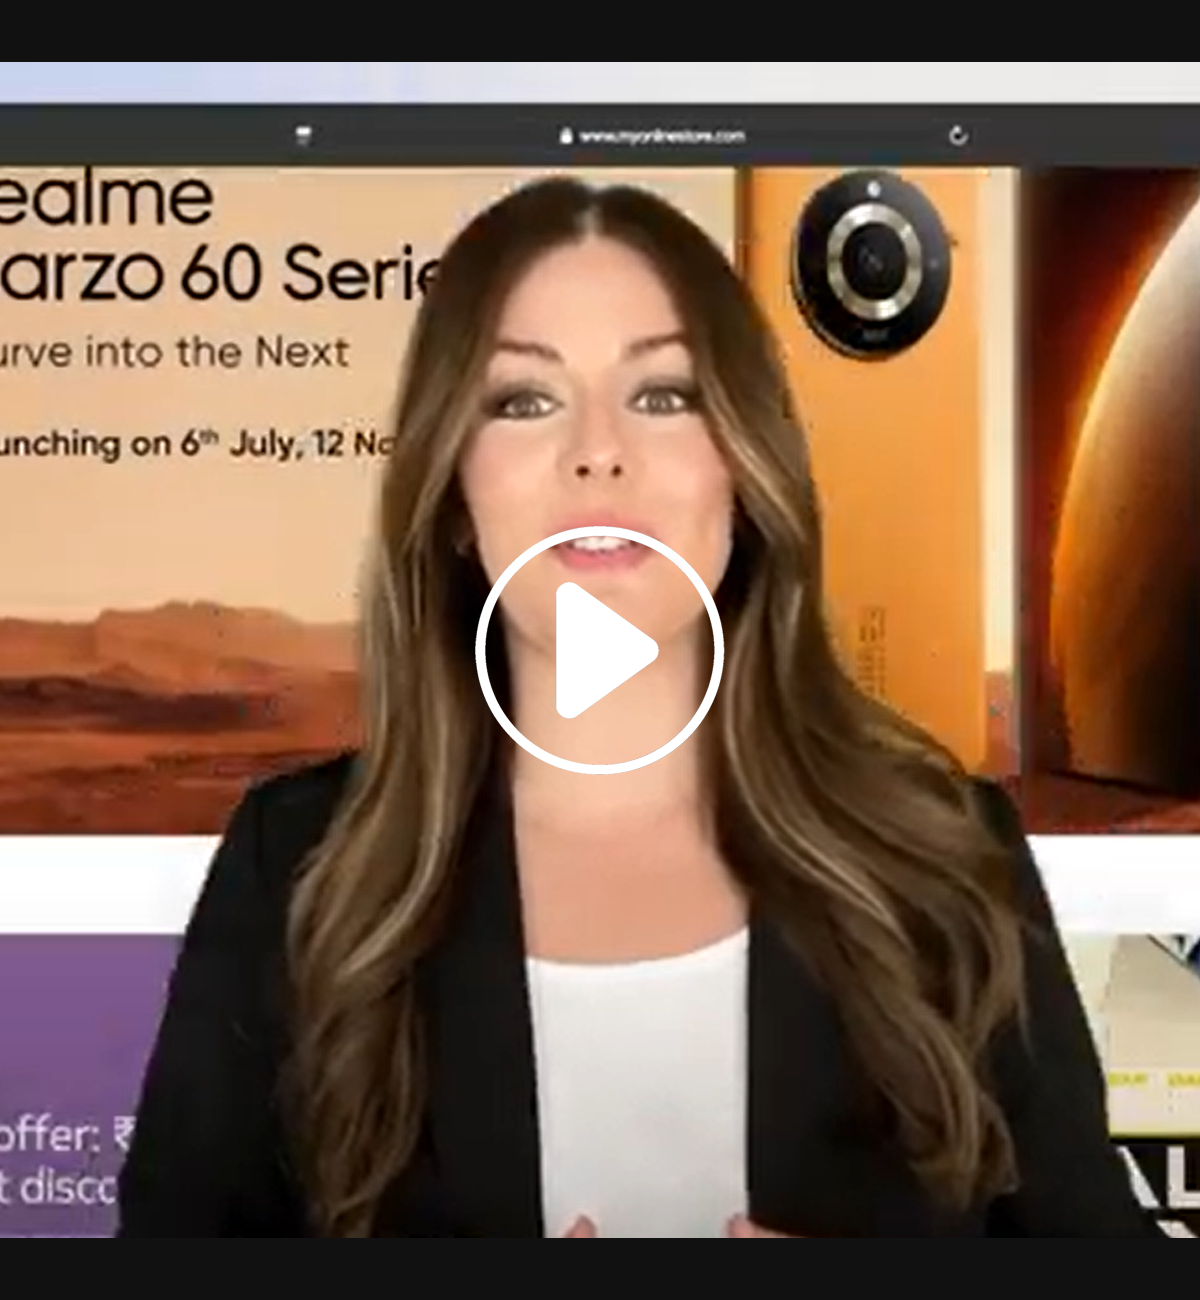 www.myonlinestore.com
ealme
arzo 60 Serie
urve into the Next
unching on 6th July, 12 No
offer: ₹
t disco
AL